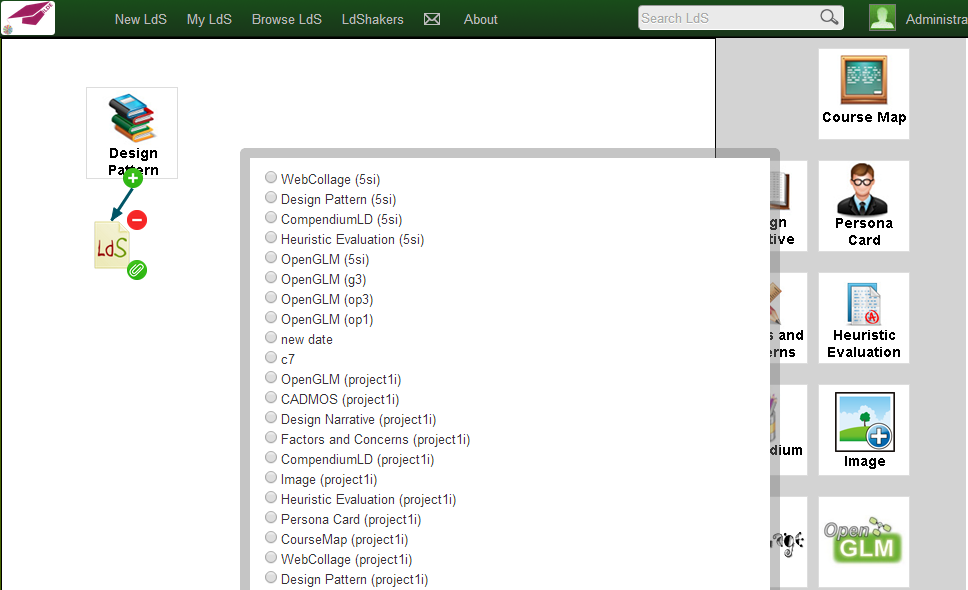 New LdS
My LdS
Browse LdS
LdShakers
About
Search LdS
Administra
Design
Pattern
LdS
WebCollage (5si)
Design Pattern (5si)
CompendiumLD (5si)
Heuristic Evaluation (5si)
OpenGLM (5si)
OpenGLM (g3)
OpenGLM (op3)
OpenGLM (op1)
new date
c7
OpenGLM (project1i)
CADMOS (project1i)
Design Narrative (project1i)
Factors and Concerns (project1i)
CompendiumLD (project1i)
Image (project1i)
Heuristic Evaluation (project1i)
Persona Card (project1i)
CourseMap (project1i)
WebCollage (project1i)
Design Pattern (project1i)
Course Map
gn
tive
Persona
Card
s and
erns
Heuristic
Evaluation
dium
Image
Open
GLM